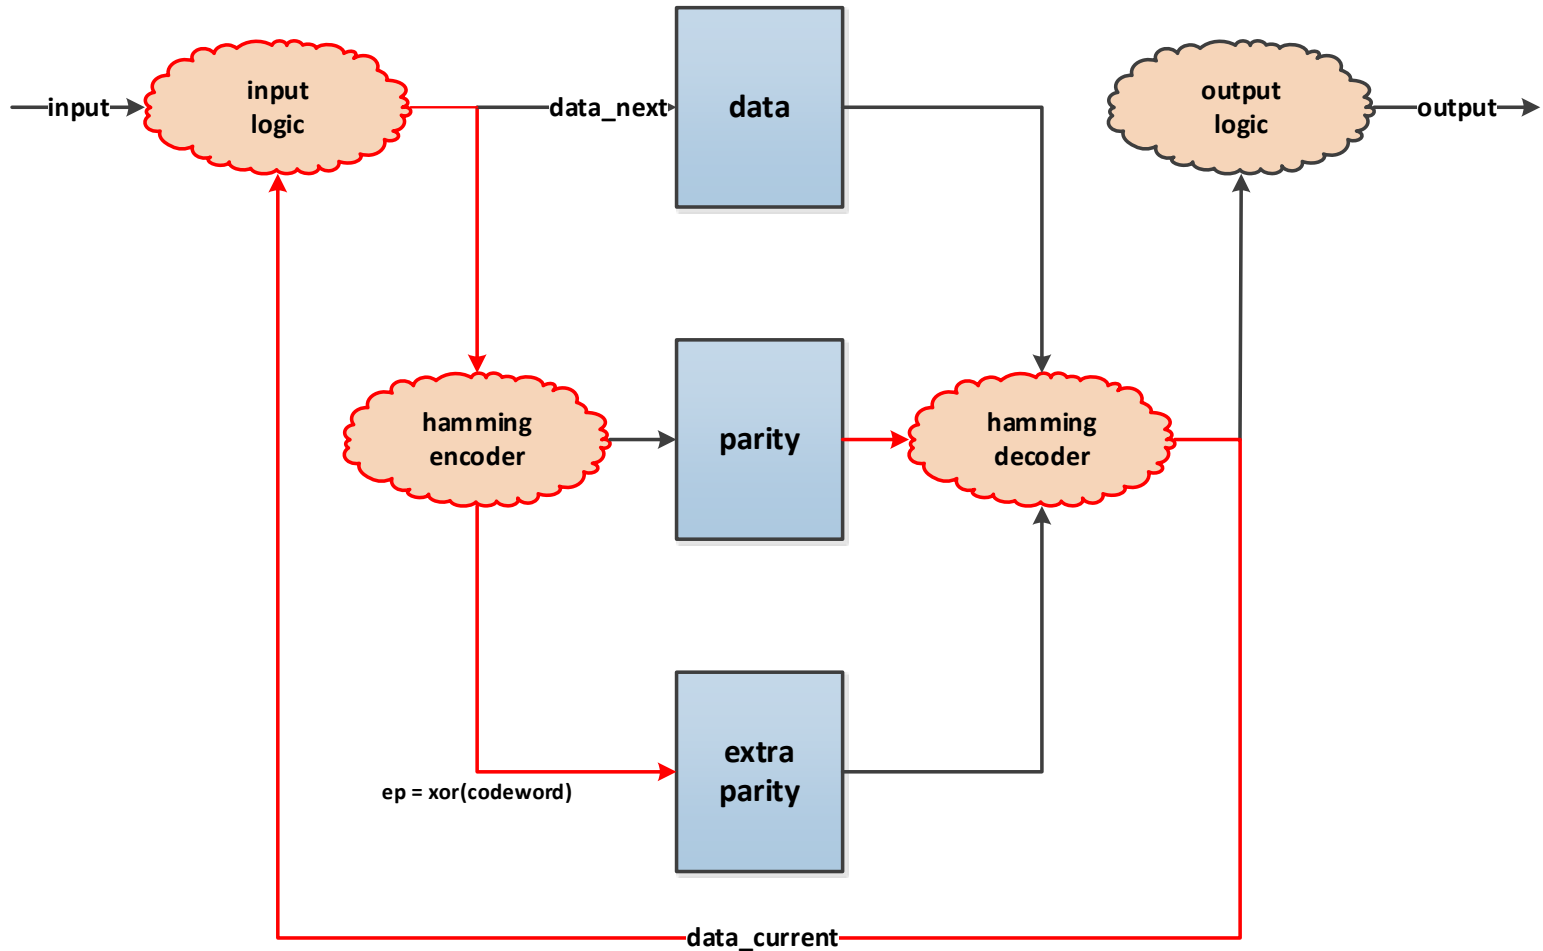 input
input
logic
data_next
data
output
logic
output
hamming
encoder
parity
hamming
decoder
extra
parity
ep = xor(codeword)
data_current